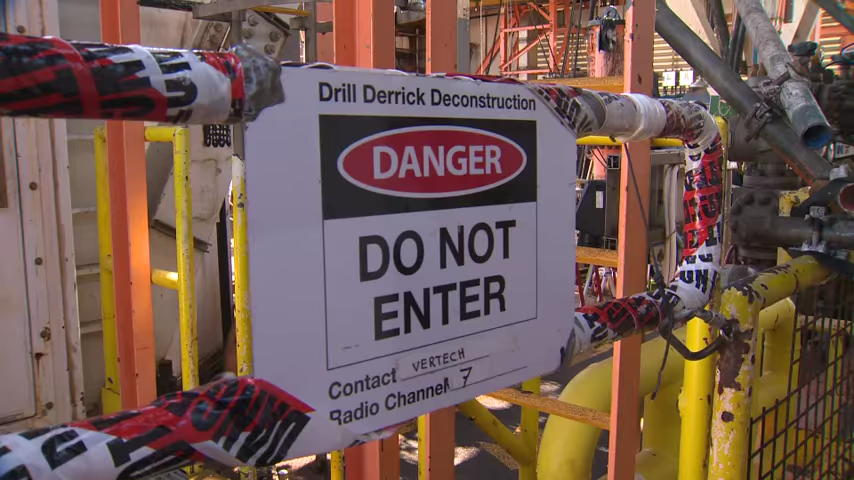 Drill Derrick Deconstruction
DANGER
DO NOT
ENTER
Contact VERTECH
Radio Channel 7